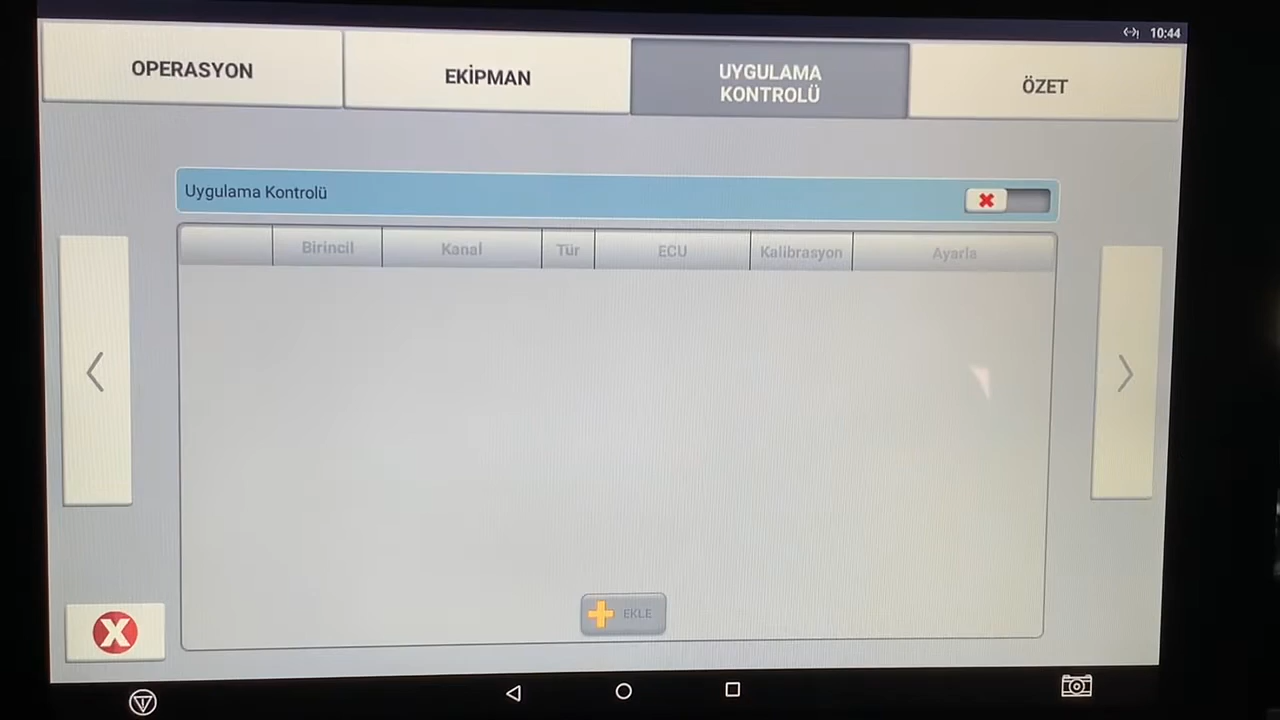 10:44
OPERASYON
EKİPMAN
UYGULAMA
KONTROLÜ
ÖZET
Uygulama Kontrolü
Birincil
Kanal
Tür
ECU
Kalibrasyon
Ayarla
EKLE